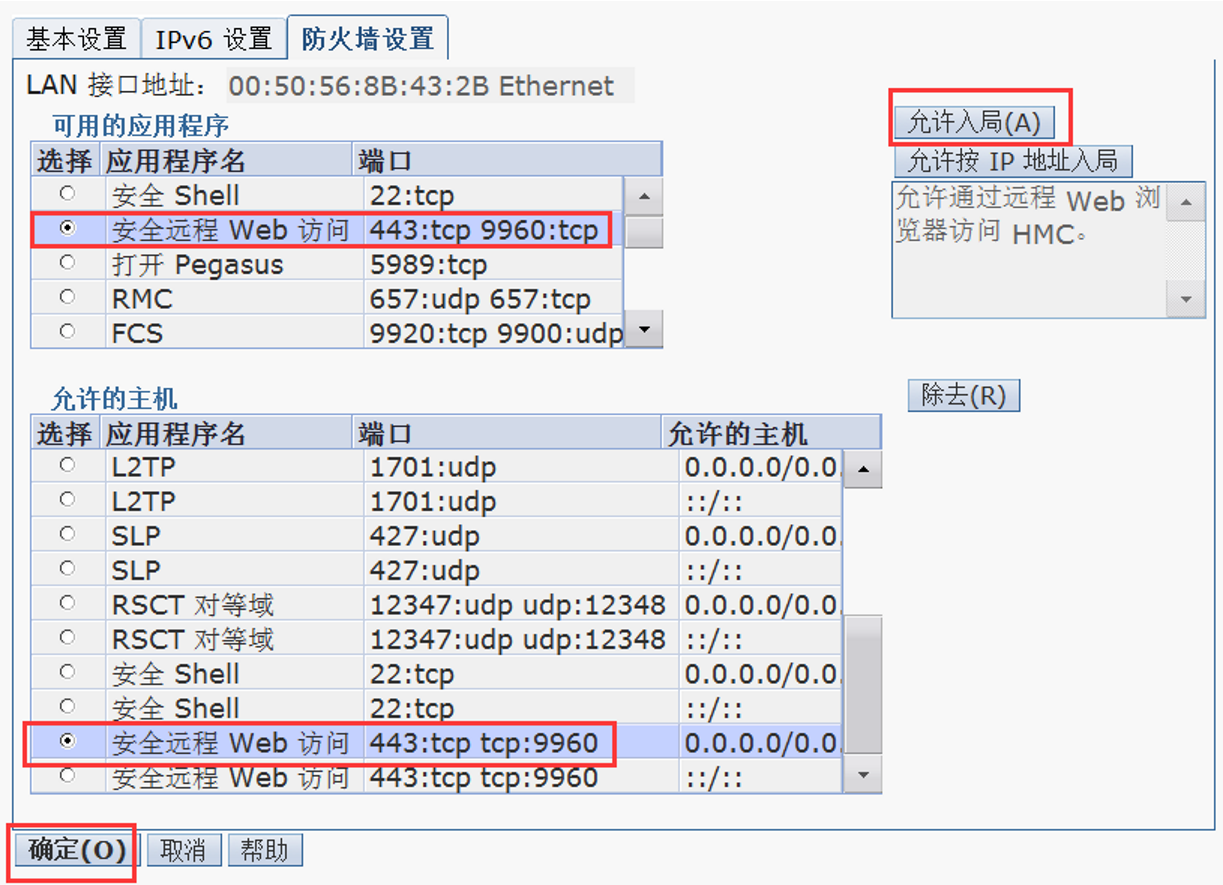 基本设置 IPv6 设置 防火墙设置
LAN 接口地址： 00:50:56:8B:43:2B Ethernet
可用的应用程序
选择 应用程序名 端口
安全 Shell 22:tcp
安全远程 Web 访问 443:tcp 9960:tcp
打开 Pegasus 5989:tcp
RMC 657:udp 657:tcp
FCS 9920:tcp 9900:udp
允许入局(A)
允许按 IP 地址入局
允许通过远程 Web 浏
览器访问 HMC。
允许的主机
除去(R)
选择 应用程序名 端口 允许的主机
L2TP 1701:udp 0.0.0.0/0.0.
L2TP 1701:udp ::/::
SLP 427:udp 0.0.0.0/0.0.
SLP 427:udp ::/::
RSCT 对等域 12347:udp udp:12348 0.0.0.0/0.0.
RSCT 对等域 12347:udp udp:12348 ::/::
安全 Shell 22:tcp 0.0.0.0/0.0.
安全 Shell 22:tcp ::/::
安全远程 Web 访问 443:tcp tcp:9960 0.0.0.0/0.0.
安全远程 Web 访问 443:tcp tcp:9960 ::/::
确定(O) 取消 帮助